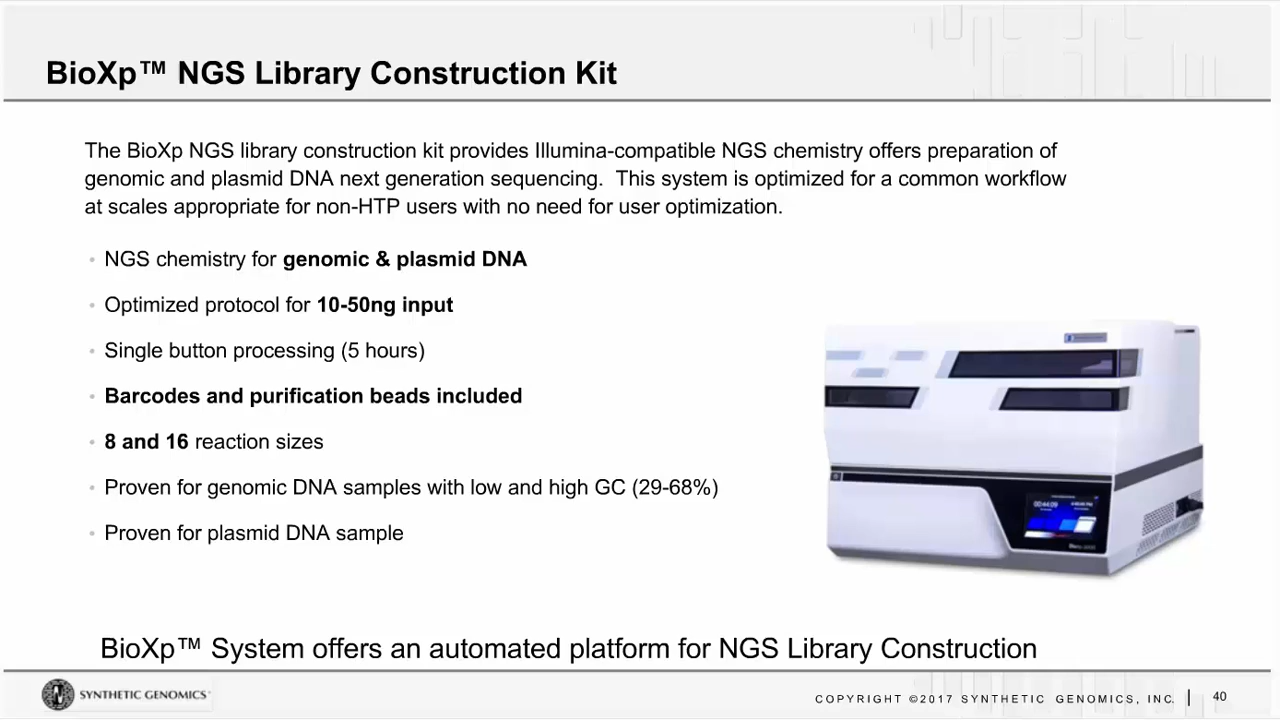 BioXp™ NGS Library Construction Kit
The BioXp NGS library construction kit provides Illumina-compatible NGS chemistry offers preparation of
genomic and plasmid DNA next generation sequencing.  This system is optimized for a common workflow
at scales appropriate for non-HTP users with no need for user optimization.
• NGS chemistry for genomic & plasmid DNA
• Optimized protocol for 10-50ng input
• Single button processing (5 hours)
• Barcodes and purification beads included
• 8 and 16 reaction sizes
• Proven for genomic DNA samples with low and high GC (29-68%)
• Proven for plasmid DNA sample
BioXp™ System offers an automated platform for NGS Library Construction
SYNTHETIC GENOMICS
COPYRIGHT ©2017 SYNTHETIC GENOMICS, INC. | 40